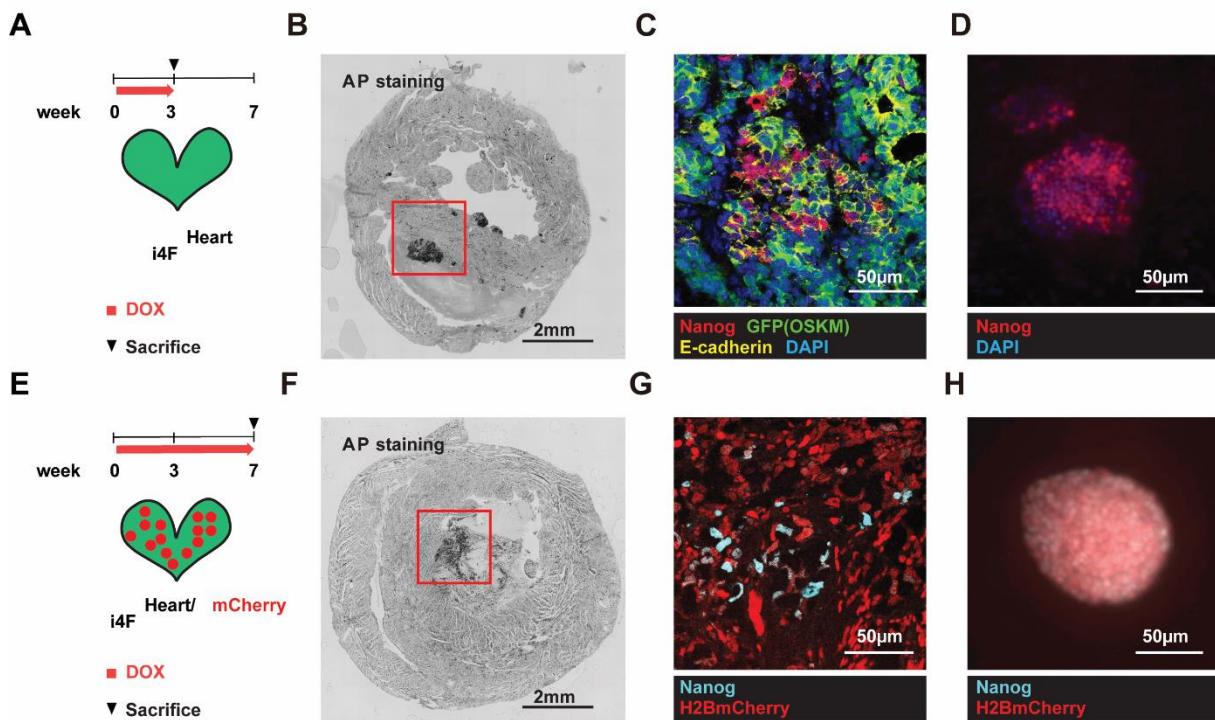 A
week
0 3 7
i4F Heart
DOX
Sacrifice
B
AP staining
2mm
C
50µm
Nanog GFP(OSKM)
E-cadherin DAPI
D
50µm
Nanog
DAPI
E
week
0 3 7
i4F Heart/ mCherry
DOX
Sacrifice
F
AP staining
2mm
G
50µm
Nanog
H2BmCherry
H
50µm
Nanog
H2BmCherry